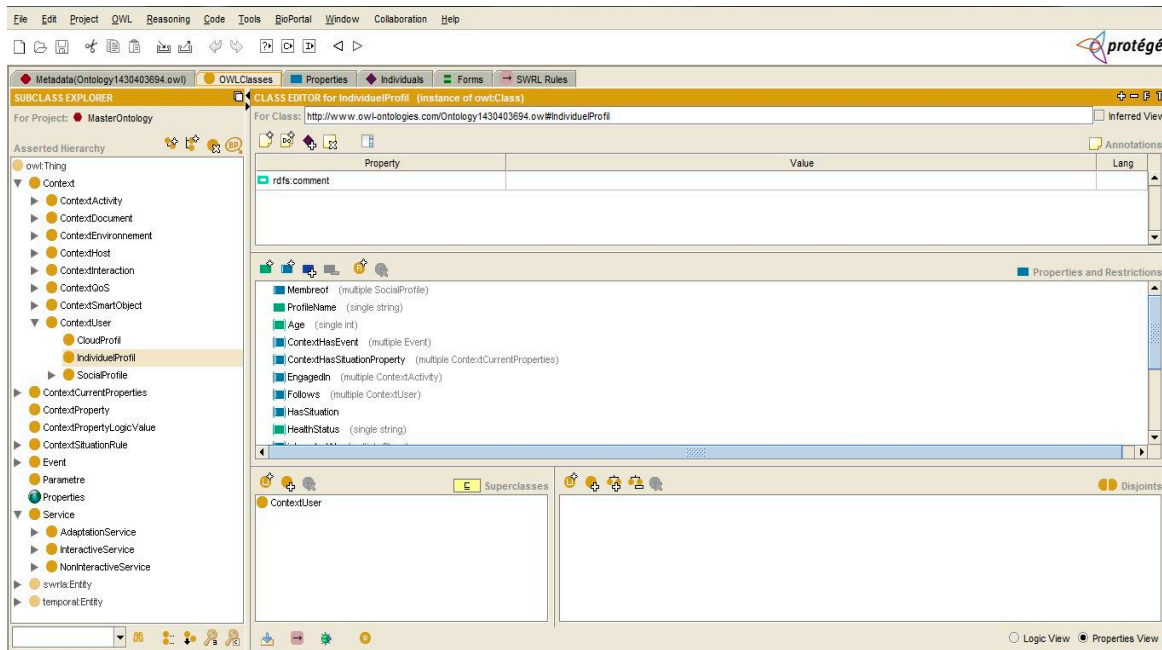 File Edit Project OWL Reasoning Code Tools BioPortal Window Collaboration Help
protégé
Metadata(Ontology1430403694.owl) OWLClasses Properties Individuals Forms SWRL Rules
SUBCLASS EXPLORER
CLASS EDITOR for IndividuelProfil (instance of owl:Class)
For Project: MasterOntology
For Class: http://www.owl-ontologies.com/Ontology1430403694.owl#IndividuelProfil
Inferred View
Asserted Hierarchy
Annotations
Property Value Lang
rdfs:comment
owl:Thing
Context
ContextActivity
ContextDocument
ContextEnvironnement
ContextHost
ContextInteraction
ContextQoS
ContextSmartObject
ContextUser
CloudProfil
IndividuelProfil
SocialProfile
ContextCurrentProperties
ContextProperty
ContextPropertyLogicValue
ContextSituationRule
Event
Parametre
Properties
Service
AdaptationService
InteractiveService
NonInteractiveService
swrla:Entity
temporal:Entity
Properties and Restrictions
Membreof (multiple SocialProfile)
ProfileName (single string)
Age (single int)
ContextHasEvent (multiple Event)
ContextHasSituationProperty (multiple ContextCurrentProperties)
EngagedIn (multiple ContextActivity)
Follows (multiple ContextUser)
HasSituation
HealthStatus (single string)
Superclasses
Disjoints
ContextUser
Logic View Properties View